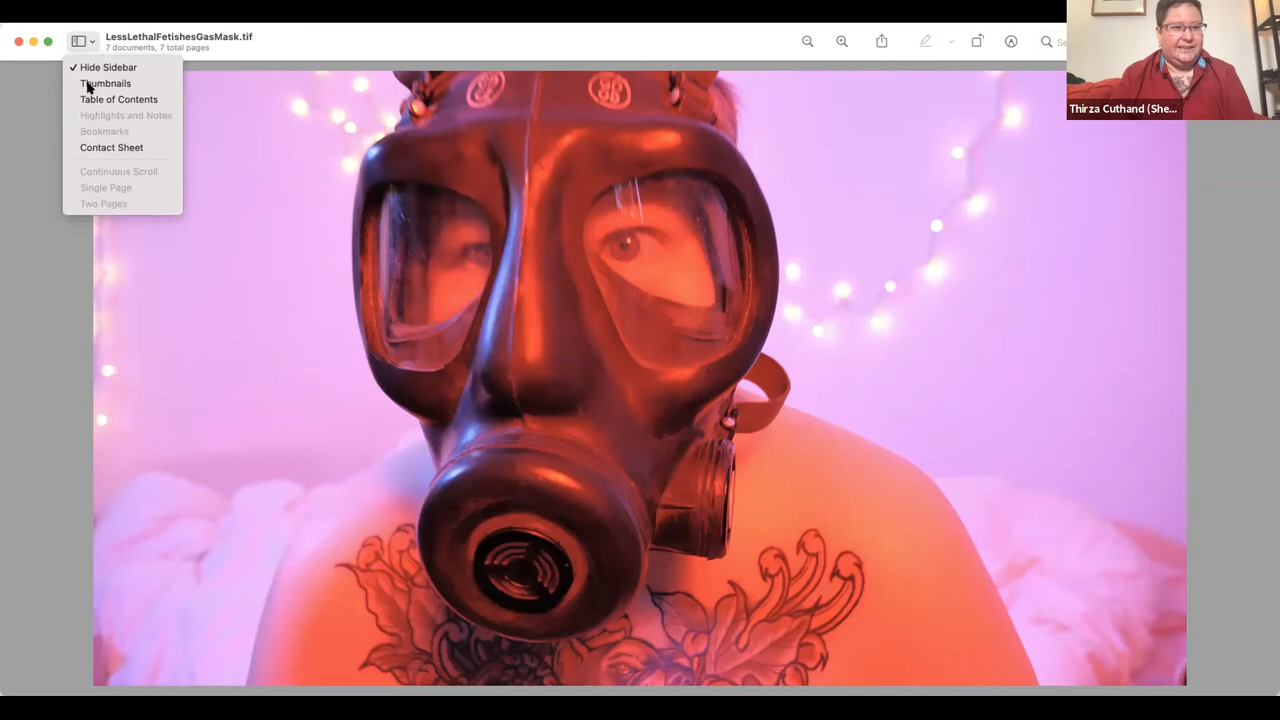 LessLethalFetishesGasMask.tif
7 documents, 7 total pages
✓ Hide Sidebar
Thumbnails
Table of Contents
Highlights and Notes
Bookmarks
Contact Sheet
Continuous Scroll
Single Page
Two Pages
Se
Thirza Cuthand (She...